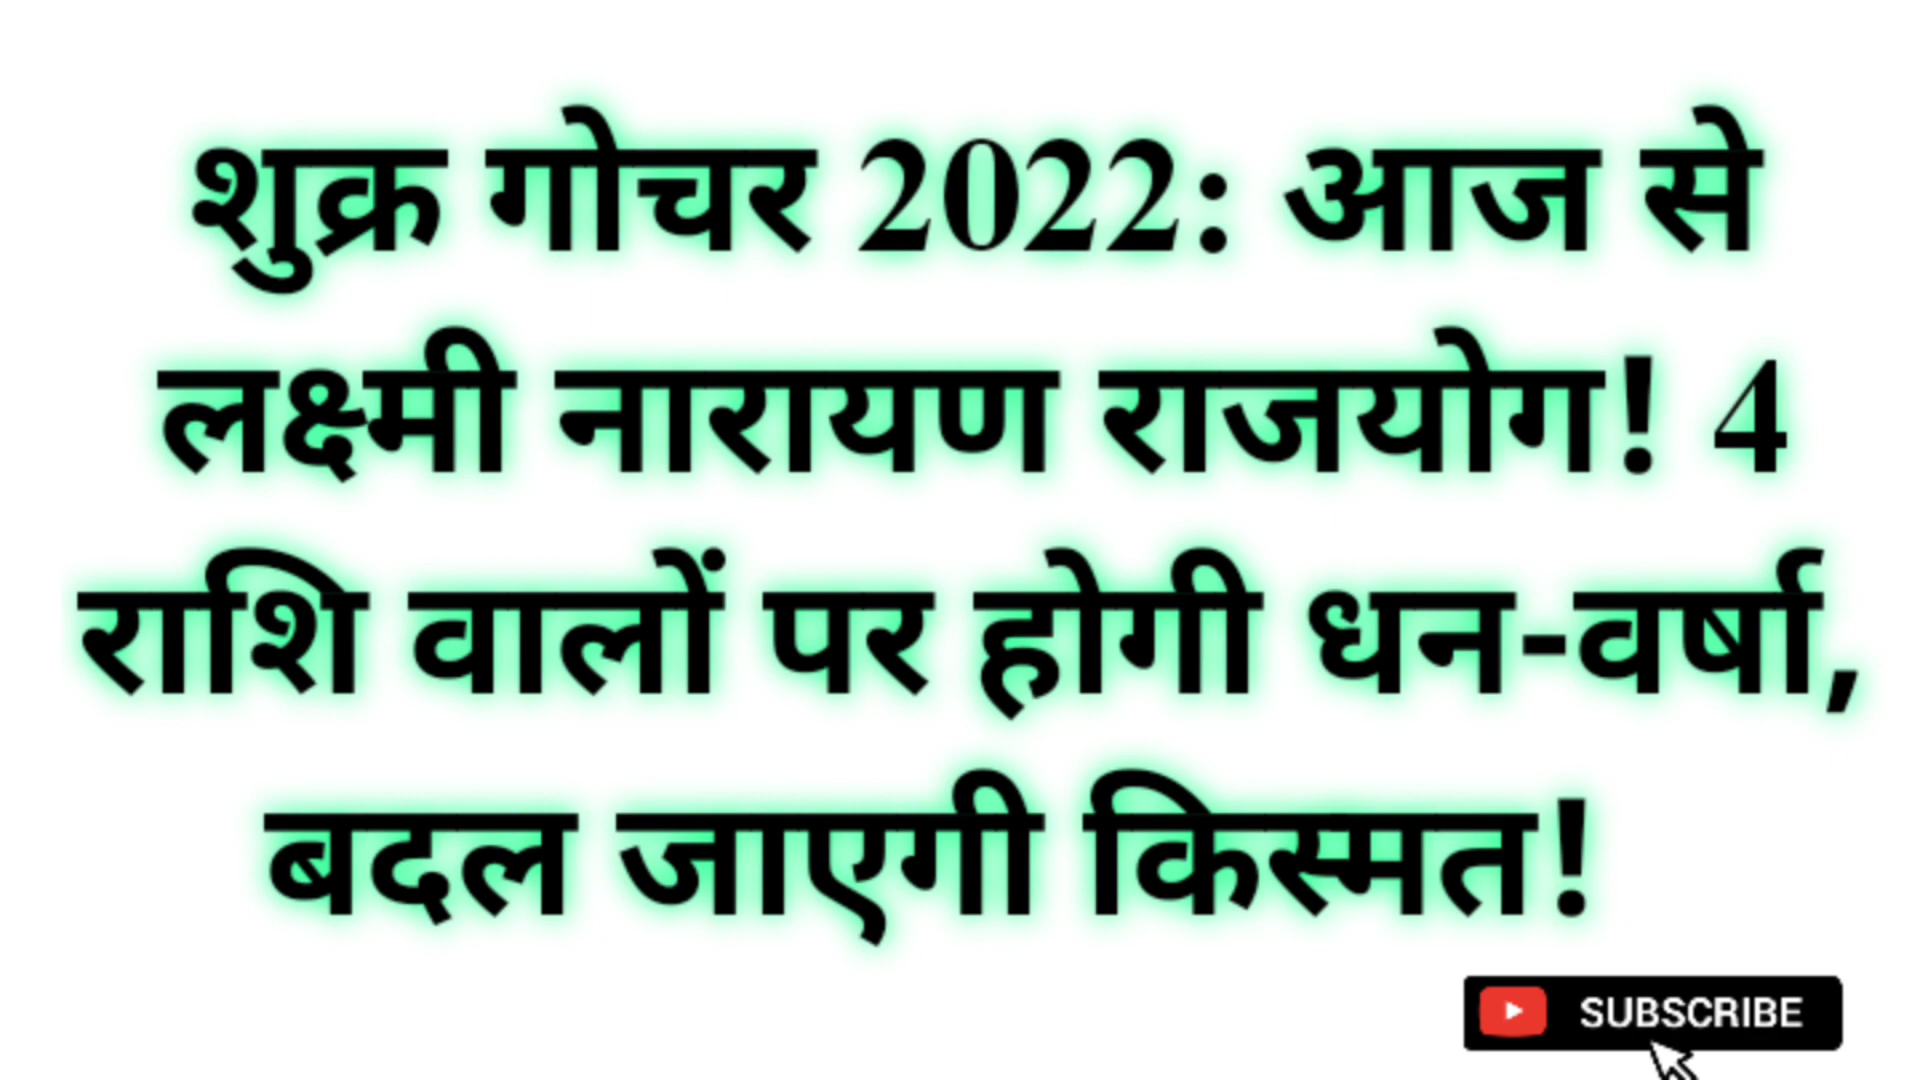 शुक्र गोचर 2022: आज से
लक्ष्मी नारायण राजयोग! 4
राशि वालों पर होगी धन-वर्षा,
बदल जाएगी किस्मत!
SUBSCRIBE